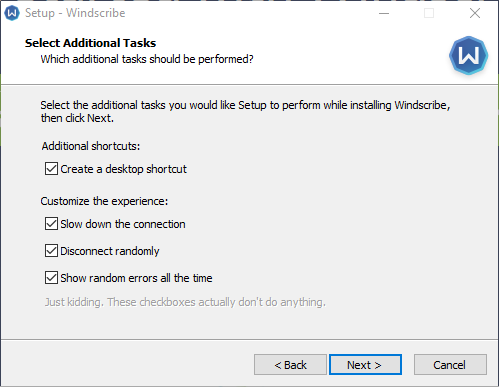 Setup - Windscribe
Select Additional Tasks
Which additional tasks should be performed?
Select the additional tasks you would like Setup to perform while installing Windscribe,
then click Next.
Additional shortcuts:
Create a desktop shortcut
Customize the experience:
Slow down the connection
Disconnect randomly
Show random errors all the time
Just kidding. These checkboxes actually don't do anything.
< Back
Next >
Cancel